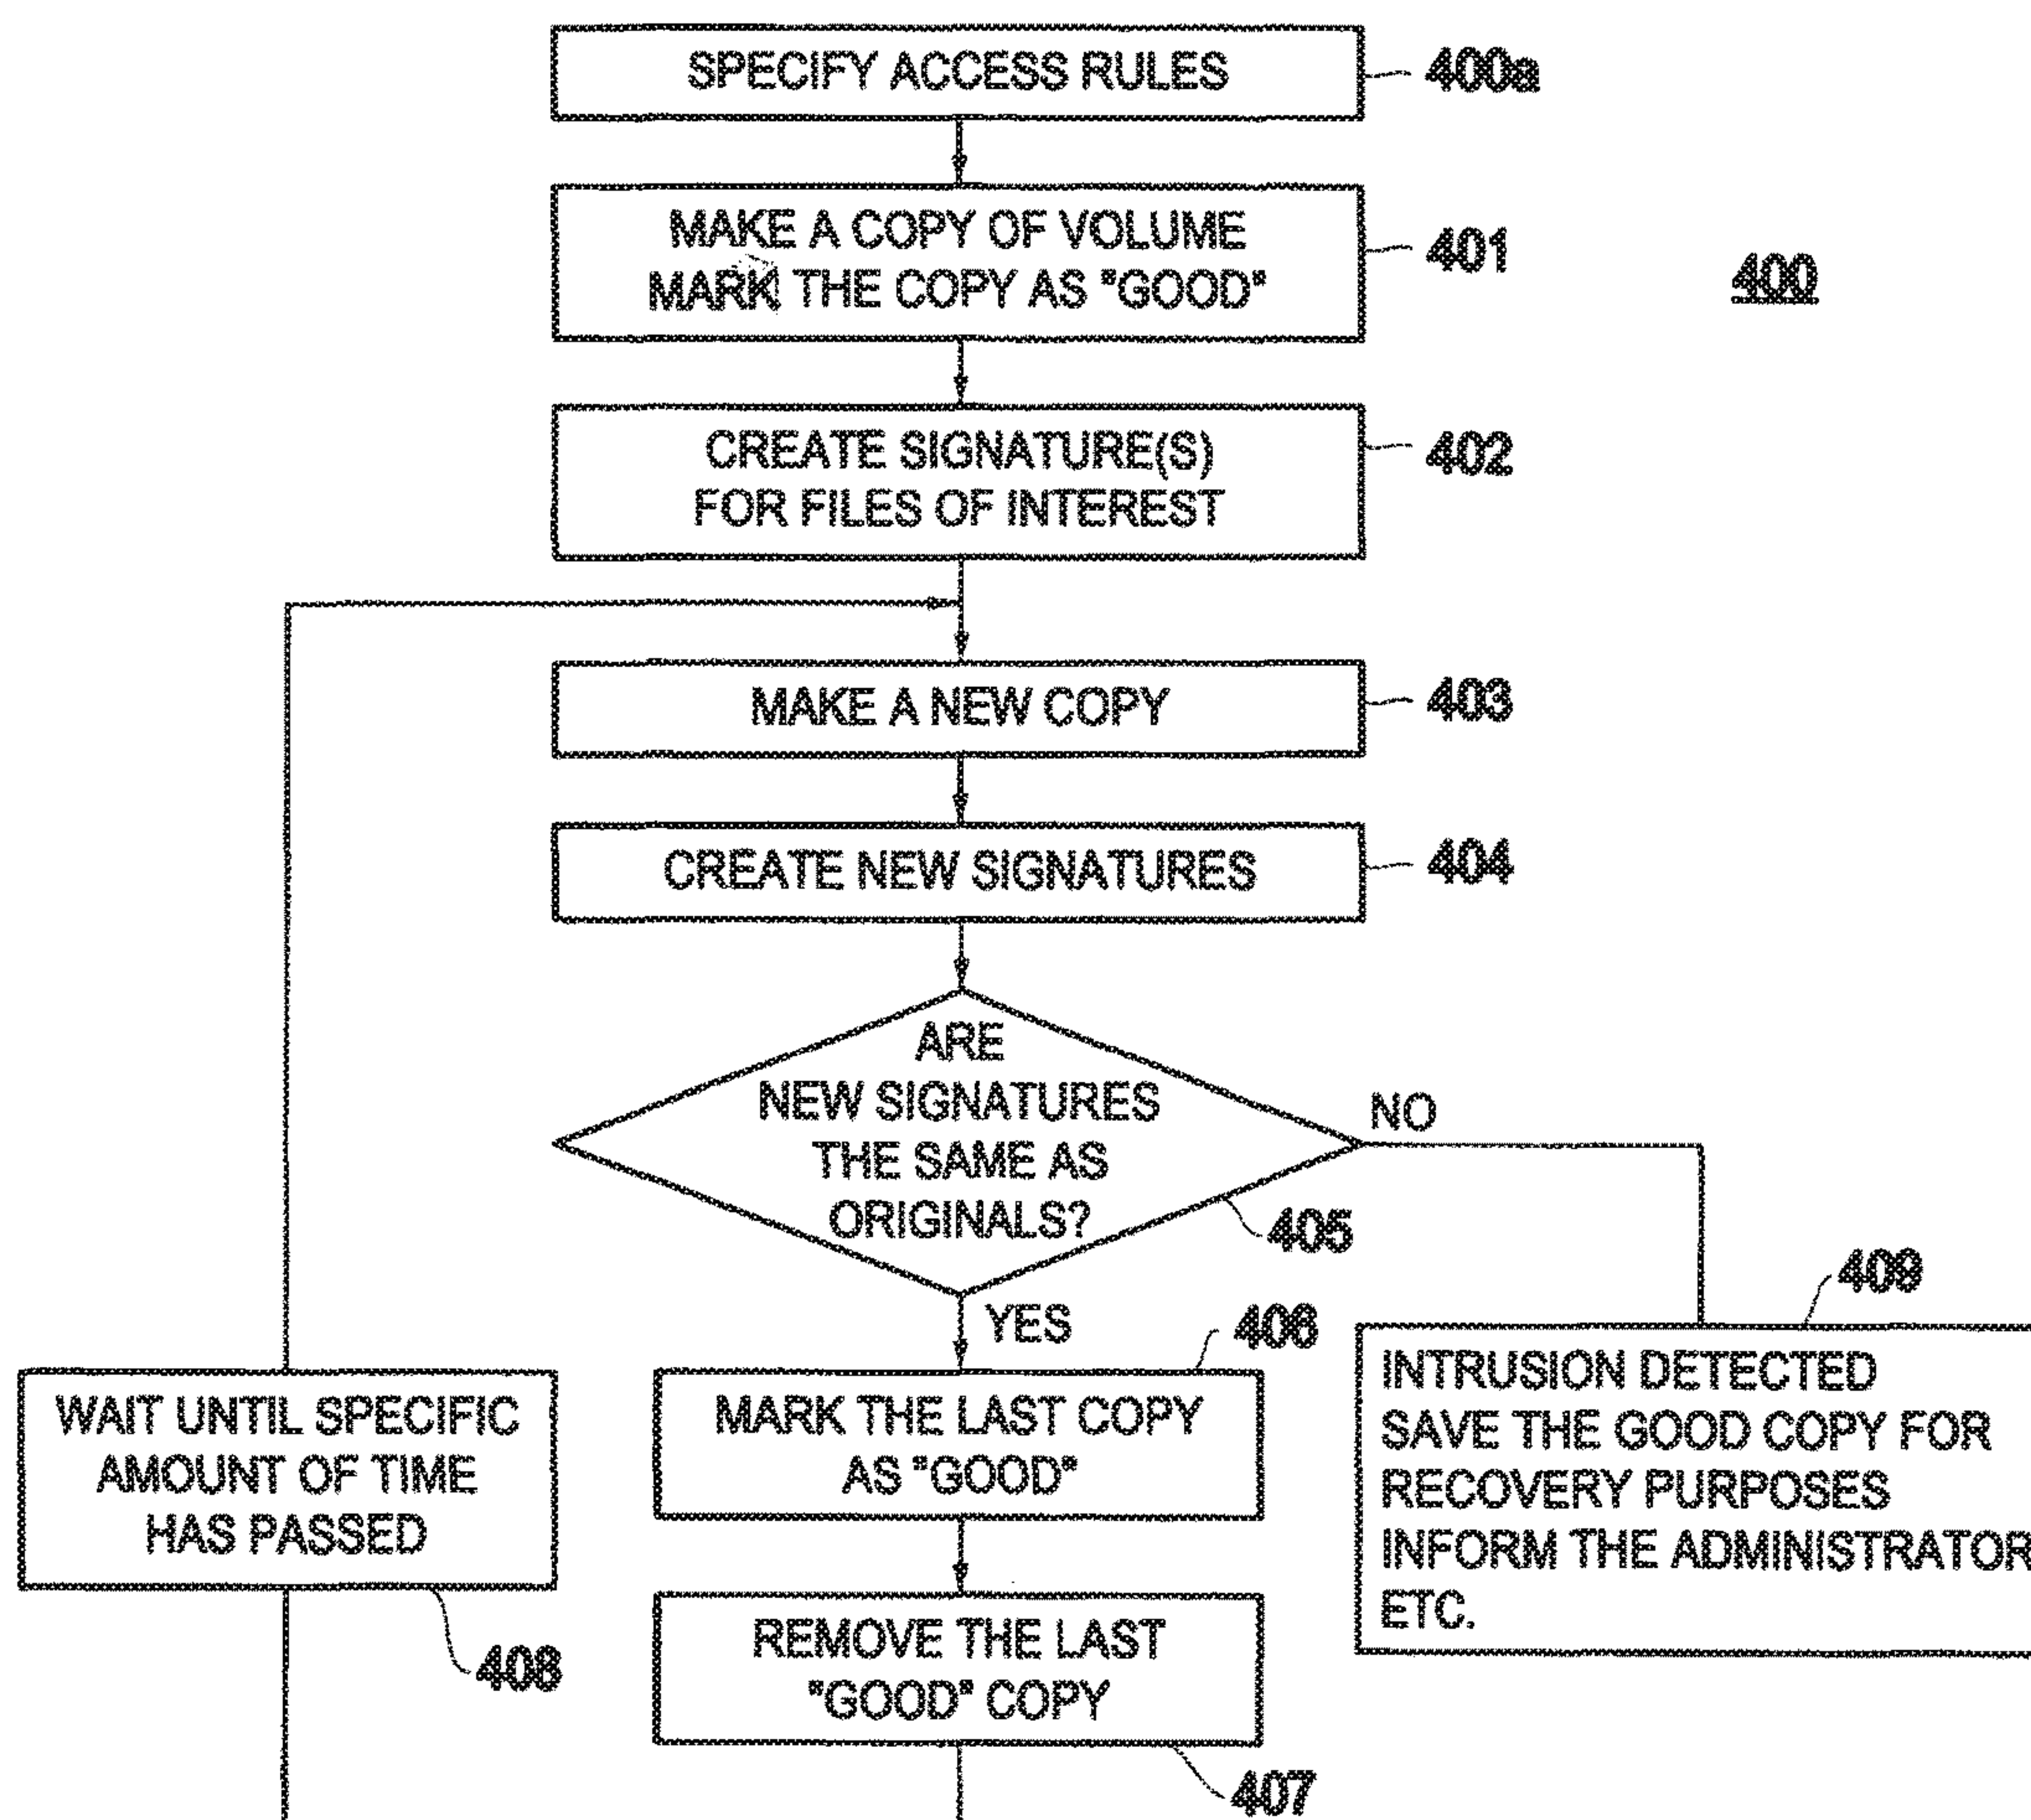 SPECIFY ACCESS RULES
400a
MAKE A COPY OF VOLUME
MARK THE COPY AS "GOOD"
401
400
CREATE SIGNATURE(S)
FOR FILES OF INTEREST
402
MAKE A NEW COPY
403
CREATE NEW SIGNATURES
404
ARE
NEW SIGNATURES
THE SAME AS
ORIGINALS?
405
NO
YES
406
409
WAIT UNTIL SPECIFIC
AMOUNT OF TIME
HAS PASSED
408
MARK THE LAST COPY
AS "GOOD"
INTRUSION DETECTED
SAVE THE GOOD COPY FOR
RECOVERY PURPOSES
INFORM THE ADMINISTRATOR
ETC.
REMOVE THE LAST
"GOOD" COPY
407